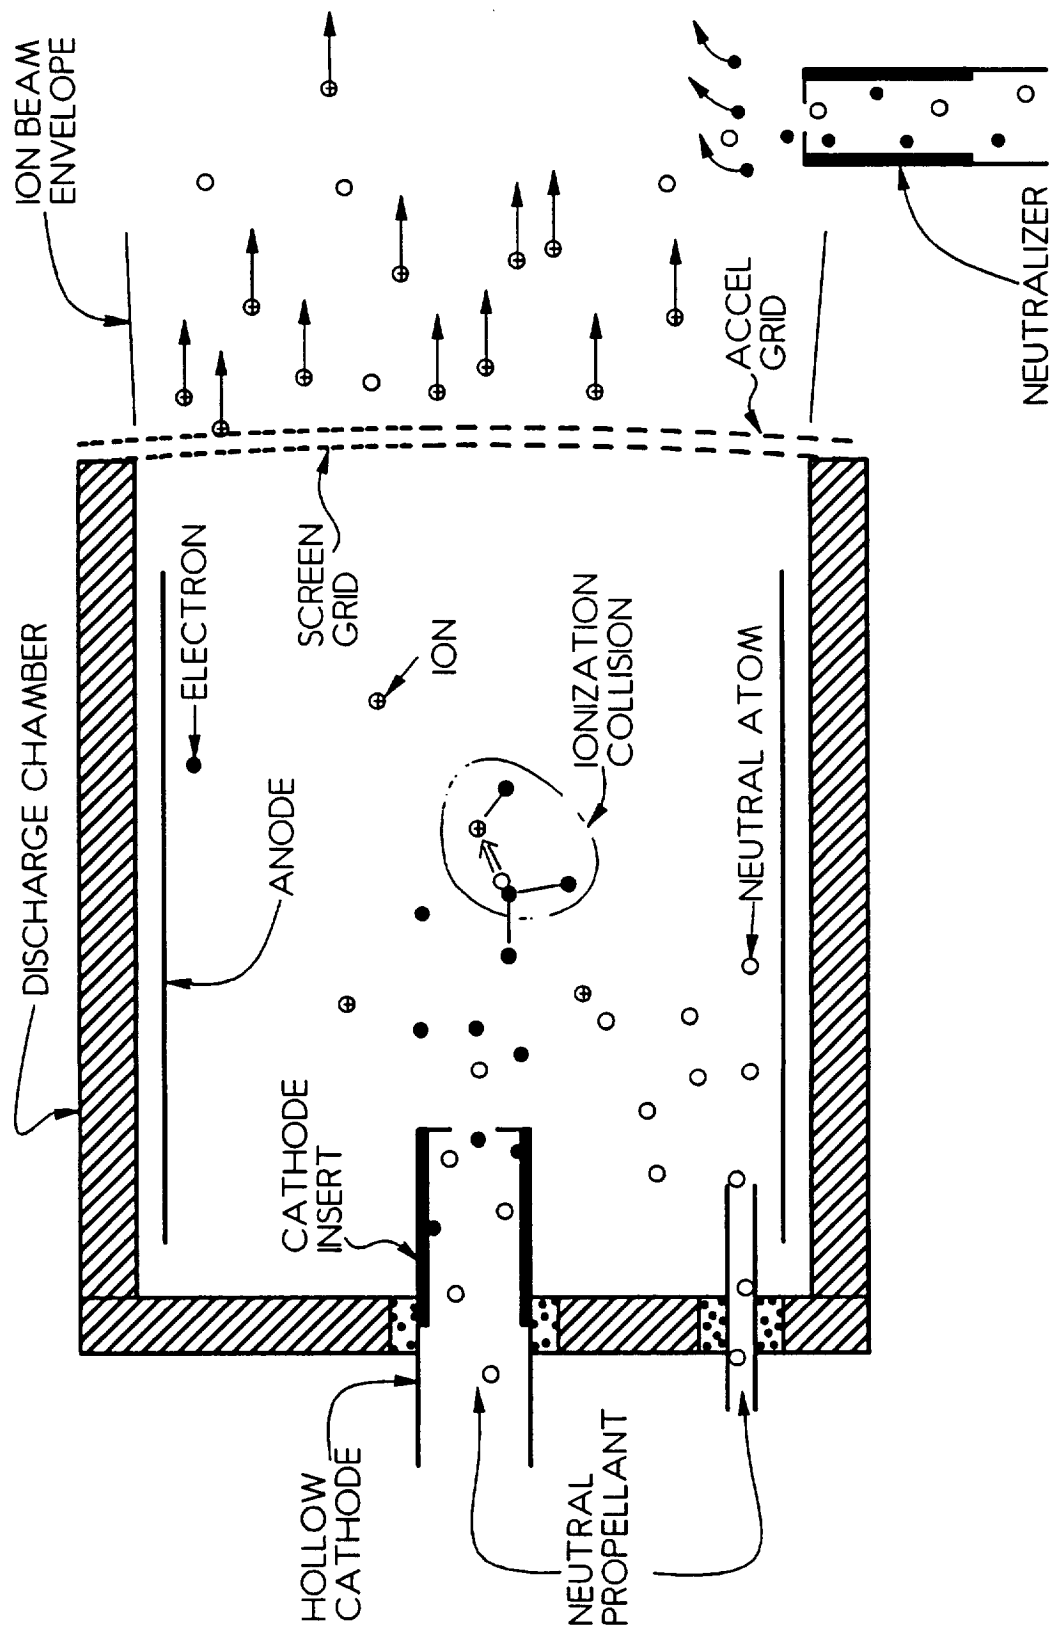 DISCHARGE CHAMBER
ION BEAM
ENVELOPE
ELECTRON
ANODE
SCREEN
GRID
ION
CATHODE
INSERT
HOLLOW
CATHODE
IONIZATION
COLLISION
NEUTRAL
PROPELLANT
NEUTRAL ATOM
ACCEL
GRID
NEUTRALIZER